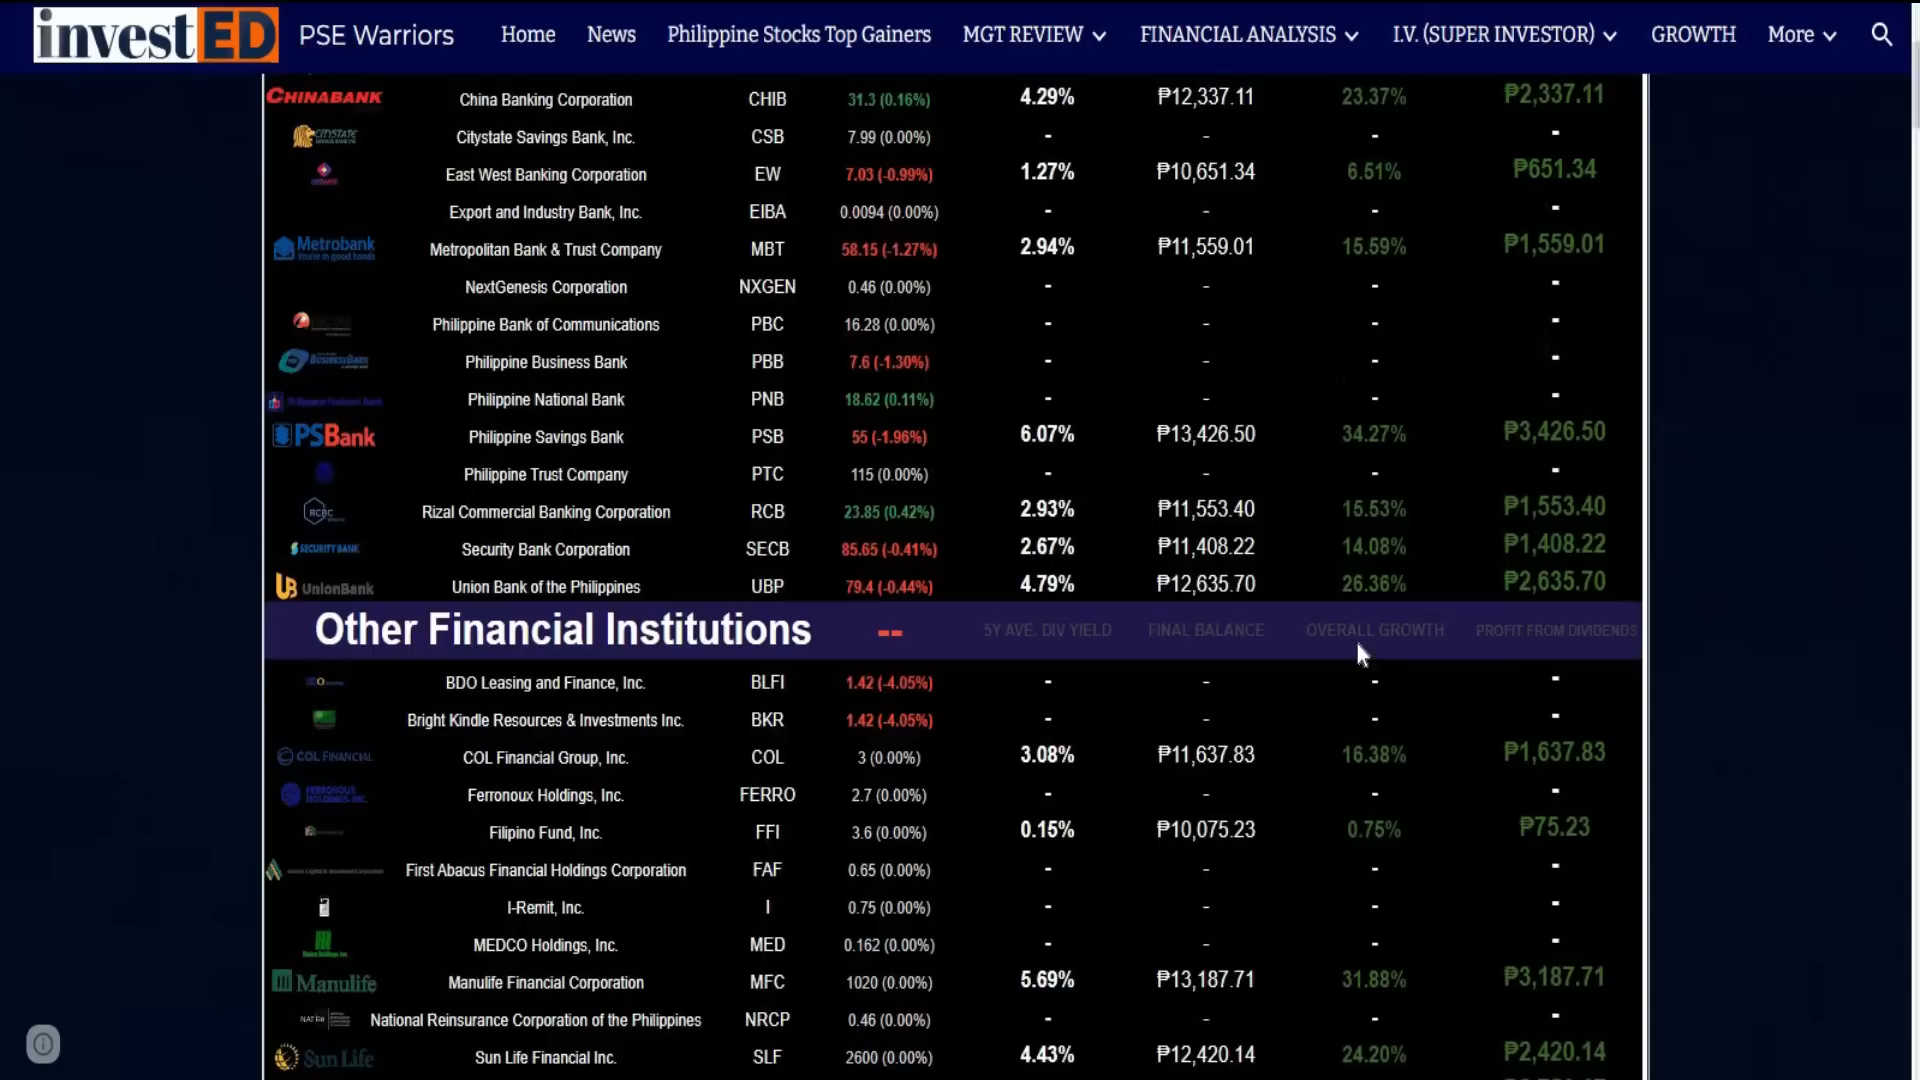 investED PSE Warriors Home News Philippine Stocks Top Gainers MGT REVIEW FINANCIAL ANALYSIS I.V. (SUPER INVESTOR) GROWTH More
CHINABANK China Banking Corporation CHIB 31.3 (0.16%) 4.29% ₱12,337.11 23.37% ₱2,337.11
CITYSTATE Citystate Savings Bank, Inc. CSB 7.99 (0.00%) - - - -
East West Banking Corporation EW 7.03 (-0.99%) 1.27% ₱10,651.34 6.51% ₱651.34
Export and Industry Bank, Inc. EIBA 0.0094 (0.00%) - - - -
Metrobank You're in good hands Metropolitan Bank & Trust Company MBT 58.15 (-1.27%) 2.94% ₱11,559.01 15.59% ₱1,559.01
NextGenesis Corporation NXGEN 0.46 (0.00%) - - - -
Philippine Bank of Communications PBC 16.28 (0.00%) - - - -
BUSINESSBANK Philippine Business Bank PBB 7.6 (-1.30%) - - - -
Philippine National Bank PNB 18.62 (0.11%) - - - -
PSBank Philippine Savings Bank PSB 55 (-1.96%) 6.07% ₱13,426.50 34.27% ₱3,426.50
Philippine Trust Company PTC 115 (0.00%) - - - -
RCBC Rizal Commercial Banking Corporation RCB 23.85 (0.42%) 2.93% ₱11,553.40 15.53% ₱1,553.40
SECURITY BANK Security Bank Corporation SECB 85.65 (-0.41%) 2.67% ₱11,408.22 14.08% ₱1,408.22
UB UnionBank Union Bank of the Philippines UBP 79.4 (-0.44%) 4.79% ₱12,635.70 26.36% ₱2,635.70
Other Financial Institutions -- 5Y AVE. DIV YIELD FINAL BALANCE OVERALL GROWTH PROFIT FROM DIVIDENDS
BDO Leasing and Finance, Inc. BLFI 1.42 (-4.05%) - - - -
Bright Kindle Resources & Investments Inc. BKR 1.42 (-4.05%) - - - -
COL FINANCIAL COL Financial Group, Inc. COL 3 (0.00%) 3.08% ₱11,637.83 16.38% ₱1,637.83
FERRONOUX HOLDINGS, INC. Ferronoux Holdings, Inc. FERRO 2.7 (0.00%) - - - -
Filipino Fund, Inc. FFI 3.6 (0.00%) 0.15% ₱10,075.23 0.75% ₱75.23
First Abacus Financial Holdings Corporation FAF 0.65 (0.00%) - - - -
I-Remit, Inc. I 0.75 (0.00%) - - - -
MEDCO Holdings, Inc. MED 0.162 (0.00%) - - - -
Manulife Manulife Financial Corporation MFC 1020 (0.00%) 5.69% ₱13,187.71 31.88% ₱3,187.71
NAT RE National Reinsurance Corporation of the Philippines NRCP 0.46 (0.00%) - - - -
Sun Life Sun Life Financial Inc. SLF 2600 (0.00%) 4.43% ₱12,420.14 24.20% ₱2,420.14